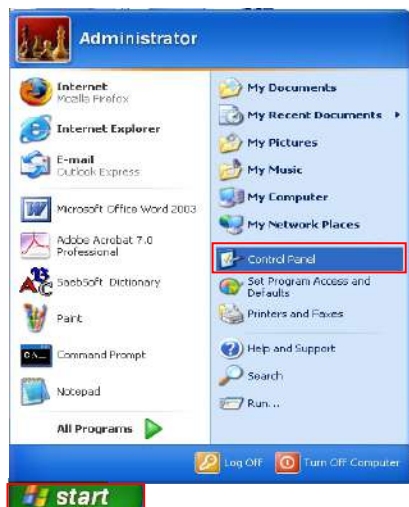 Administrator
Internet
Mozilla Firefox
Internet Explorer
E-mail
Outlook Express
Microsoft Office Word 2003
Adobe Acrobat 7.0
Professional
SaebSoft Dictionary
Paint
Command Prompt
Notepad
All Programs
My Documents
My Recent Documents
My Pictures
My Music
My Computer
My Network Places
Control Panel
Set Program Access and
Defaults
Printers and Faxes
Help and Support
Search
Run...
Log Off
Turn Off Computer
start